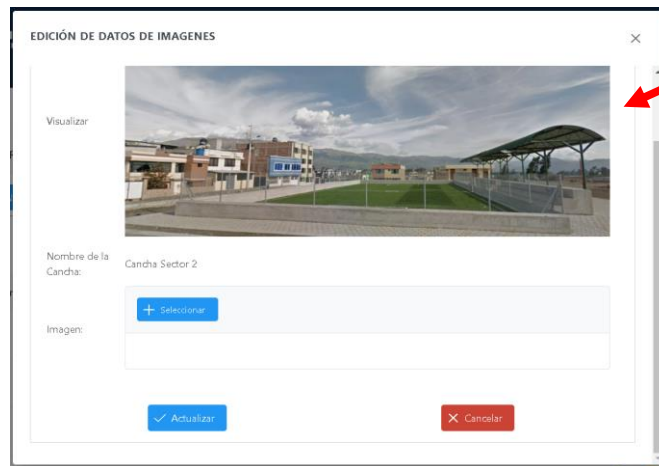 EDICIÓN DE DATOS DE IMAGENES
Visualizar
Nombre de la
Cancha:
Cancha Sector 2
Imagen:
Seleccionar
Actualizar
Cancelar